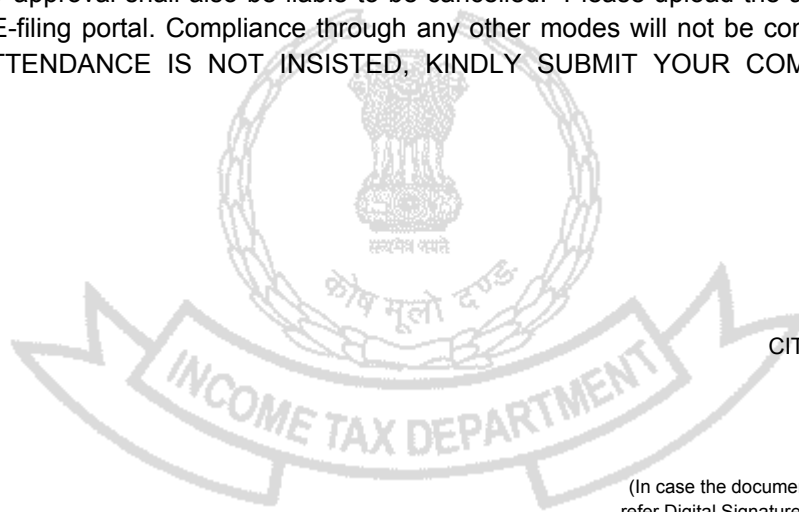 approval shall also be liable to be cancelled. Please upload the
E-filing portal. Compliance through any other modes will not be
TTENDANCE IS NOT INSISTED, KINDLY SUBMIT YOUR COM
सत्यमेव जयते
कोष मूलो दण्डः
CIT
INCOME TAX DEPARTMENT
(In case the docume
refer Digital Signature